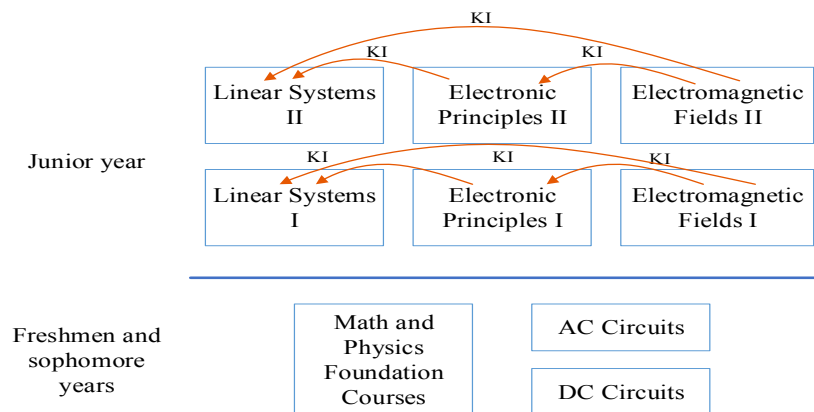 KI
KI
KI
Linear Systems
II
Electronic
Principles II
Electromagnetic
Fields II
Junior year
KI
KI
KI
Linear Systems
I
Electronic
Principles I
Electromagnetic
Fields I
Freshmen and
sophomore
years
Math and
Physics
Foundation
Courses
AC Circuits
DC Circuits